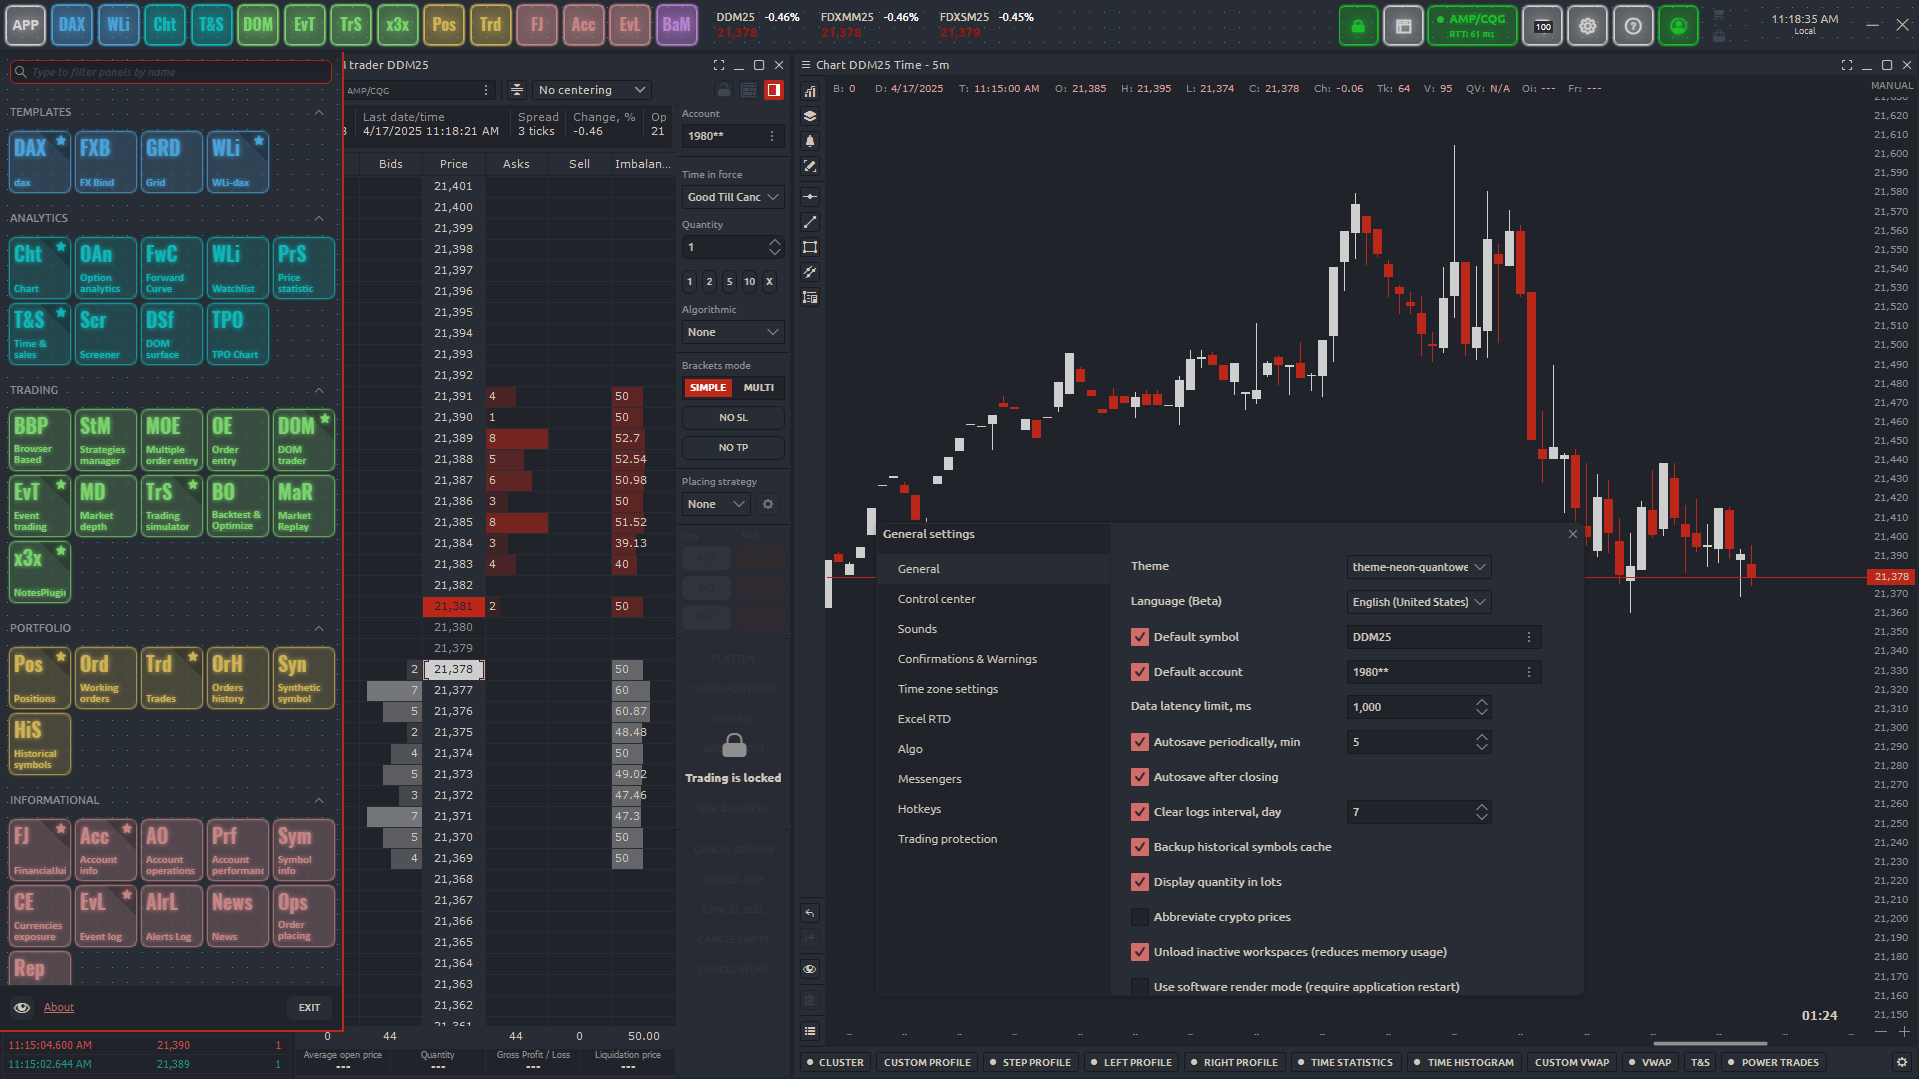 APP DAX WLi Cht T&S DOM EvT TrS x3x Pos Trd FJ Acc EvL BaM
DDM25 -0.46% FDXMM25 -0.46% FDXSM25 -0.45%
21,378 21,378 21,379
AMP/CQG
RTT: 61 ms
100
11:18:35 AM
Local
Type to filter panels by name
TEMPLATES
DAX FXB GRD WLi
dax FX Bind Grid WLi-dax
ANALYTICS
Cht OAn FwC WLi PrS
Chart Option analytics Forward Curve Watchlist Price statistic
T&S Scr DSf TPO
Time & sales Screener DOM surface TPO Chart
TRADING
BBP StM MOE OE DOM
Browser Based Strategies manager Multiple order entry Order entry DOM trader
EvT MD TrS BO MaR
Event trading Market depth Trading simulator Backtest & Optimize Market Replay
x3x
NotesPlugin
PORTFOLIO
Pos Ord Trd OrH Syn
Positions Working orders Trades Orders history Synthetic symbol
HiS
Historical symbols
INFORMATIONAL
FJ Acc AO Prf Sym
FinancialJui Account info Account operations Account performanc Symbol info
CE EvL AlrL News Ops
Currencies exposure Event log Alerts Log News Order placing
Rep
About EXIT
11:15:04.600 AM 21,390 1
11:15:02.644 AM 21,389 1
trader DDM25
AMP/CQG No centering
Last date/time Spread Change, % Op
4/17/2025 11:18:21 AM 3 ticks -0.46 21
Bids Price Asks Sell Imbalan...
21,401
21,400
21,399
21,398
21,397
21,396
21,395
21,394
21,393
21,392
21,391 4 50
21,390 1 50
21,389 8 52.7
21,388 5 52.54
21,387 6 50.98
21,386 3 50
21,385 8 51.52
21,384 3 39.13
21,383 4 40
21,382
21,381 2 50
21,380
21,379
2 21,378 50
7 21,377 60
5 21,376 60.87
2 21,375 48.48
4 21,374 50
5 21,373 49.02
3 21,372 47.46
7 21,371 47.3
5 21,370 50
4 21,369 50
21,368
21,367
21,366
21,365
21,364
21,363
21,362
21,361
0 44 44 0 50.00
Average open price Quantity Gross Profit / Loss Liquidation price
--- --- --- ---
Account
1980**
Time in force
Good Till Canc
Quantity
1
1 2 5 10 X
Algorithmic
None
Brackets mode
SIMPLE MULTI
NO SL
NO TP
Placing strategy
None
Buy Sell
FLATTEN
CLOSE POSITIONS
REVERSE
Trading is locked
REV & CANCEL
CANCEL ORDERS
CANCEL BUY
CANCEL SELL
CANCEL LIMITS
CANCEL STOPS
Chart DDM25 Time - 5m
B: 0 D: 4/17/2025 T: 11:15:00 AM O: 21,385 H: 21,395 L: 21,374 C: 21,378 Ch: -0.06 Tk: 64 V: 95 QV: N/A Oi: --- Fr: ---
MANUAL
21,630
21,620
21,610
21,600
21,590
21,580
21,570
21,560
21,550
21,540
21,530
21,520
21,510
21,500
21,490
21,480
21,470
21,460
21,450
21,440
21,430
21,420
21,410
21,400
21,390
21,378
21,370
21,360
21,350
21,340
21,330
21,320
21,310
21,300
21,290
21,280
21,270
21,260
21,250
21,240
21,230
21,220
21,210
21,200
21,190
21,180
21,170
21,160
21,150
01:24
General settings
General
Control center
Sounds
Confirmations & Warnings
Time zone settings
Excel RTD
Algo
Messengers
Hotkeys
Trading protection
Theme theme-neon-quantowe
Language (Beta) English (United States)
Default symbol DDM25
Default account 1980**
Data latency limit, ms 1,000
Autosave periodically, min 5
Autosave after closing
Clear logs interval, day 7
Backup historical symbols cache
Display quantity in lots
Abbreviate crypto prices
Unload inactive workspaces (reduces memory usage)
Use software render mode (require application restart)
CLUSTER CUSTOM PROFILE STEP PROFILE LEFT PROFILE RIGHT PROFILE TIME STATISTICS TIME HISTOGRAM CUSTOM VWAP VWAP T&S POWER TRADES